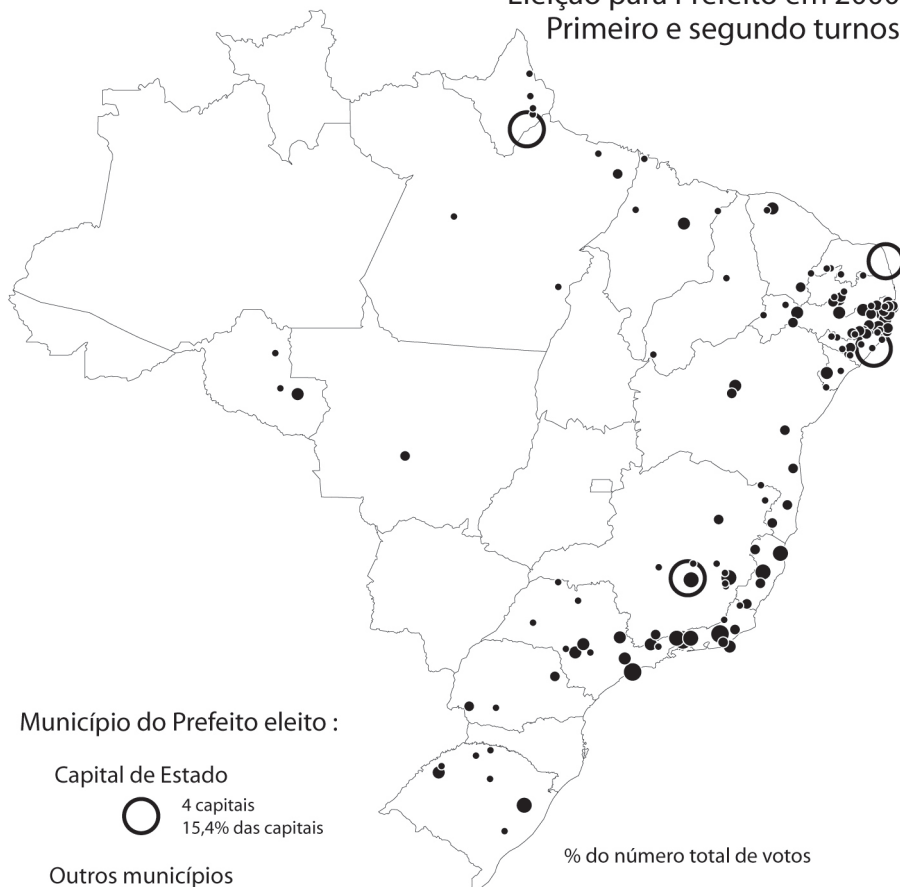 Eleição para Prefeito em 2000
Primeiro e segundo turnos
Município do Prefeito eleito :
Capital de Estado
4 capitais
15,4% das capitais
% do número total de votos
Outros municípios